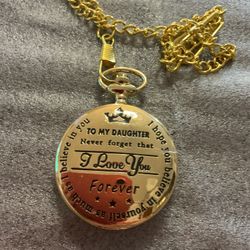 TO MY DAUGHTER
Never forget that
I Love You
Forever
I hope you believe in yourself as much as I believe in you